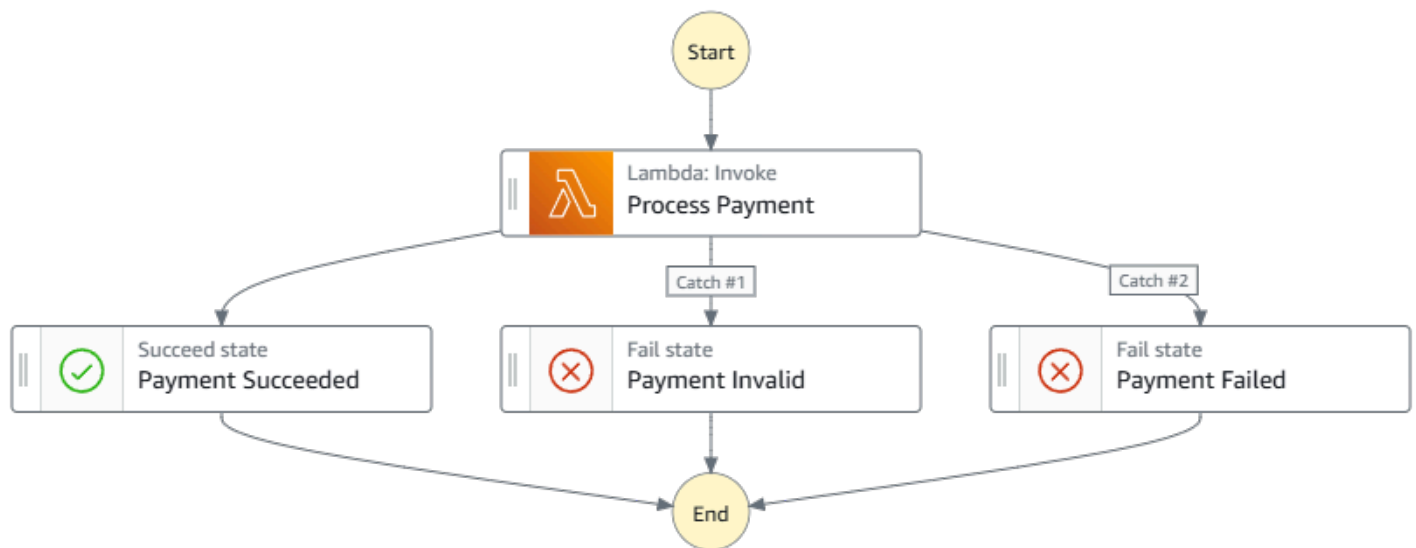 Start
Lambda: Invoke
Process Payment
Catch #1
Catch #2
Succeed state
Payment Succeeded
Fail state
Payment Invalid
Fail state
Payment Failed
End